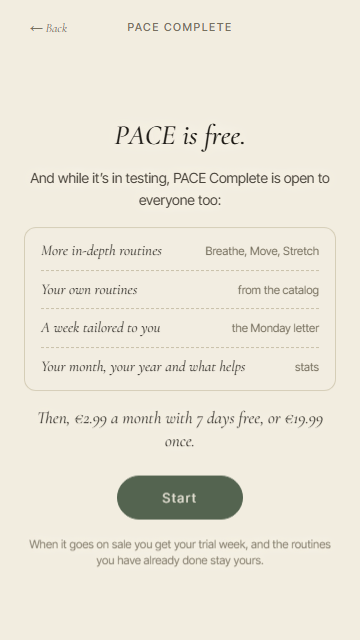 ← Back
PACE COMPLETE
PACE is free.
And while it's in testing, PACE Complete is open to
everyone too:
More in-depth routines Breathe, Move, Stretch
Your own routines from the catalog
A week tailored to you the Monday letter
Your month, your year and what helps stats
Then, €2.99 a month with 7 days free, or €19.99
once.
Start
When it goes on sale you get your trial week, and the routines
you have already done stay yours.